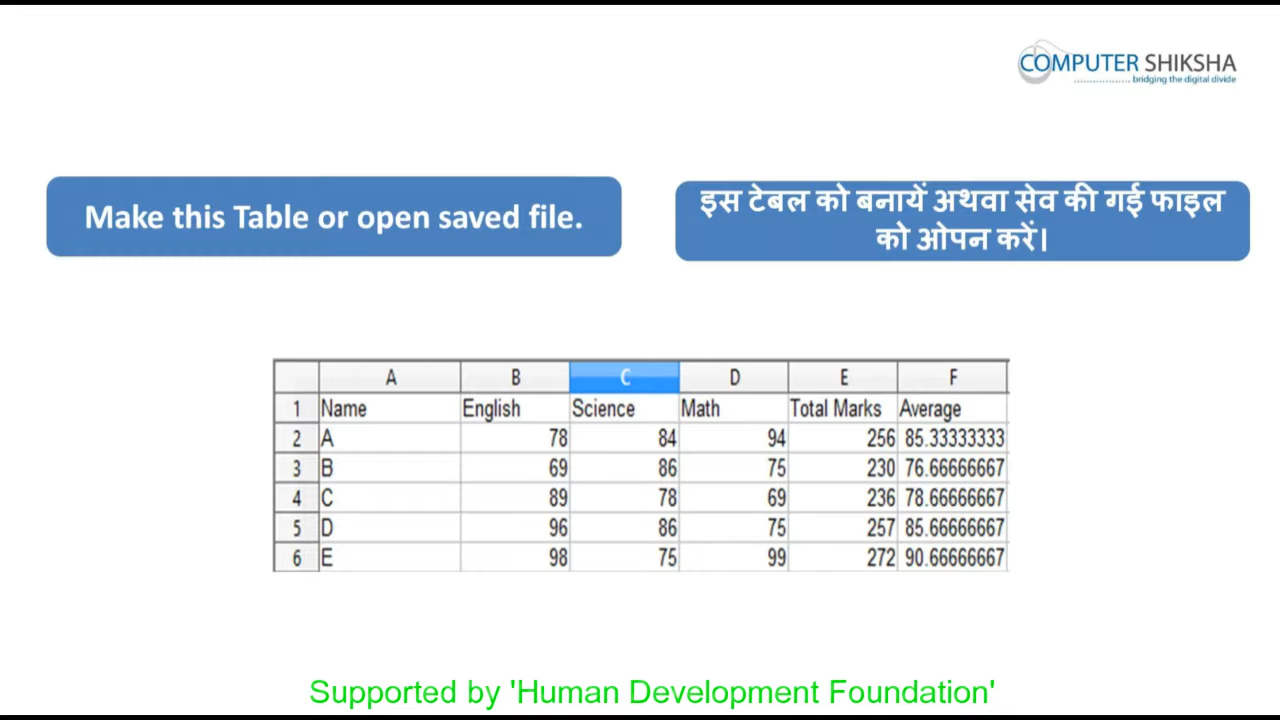 COMPUTER SHIKSHA
bridging the digital divide
Make this Table or open saved file.
इस टेबल को बनायें अथवा सेव की गई फाइल
को ओपन करें।
A B C D E F
1 Name English Science Math Total Marks Average
2 A 78 84 94 256 85.33333333
3 B 69 86 75 230 76.66666667
4 C 89 78 69 236 78.66666667
5 D 96 86 75 257 85.66666667
6 E 98 75 99 272 90.66666667
Supported by 'Human Development Foundation'